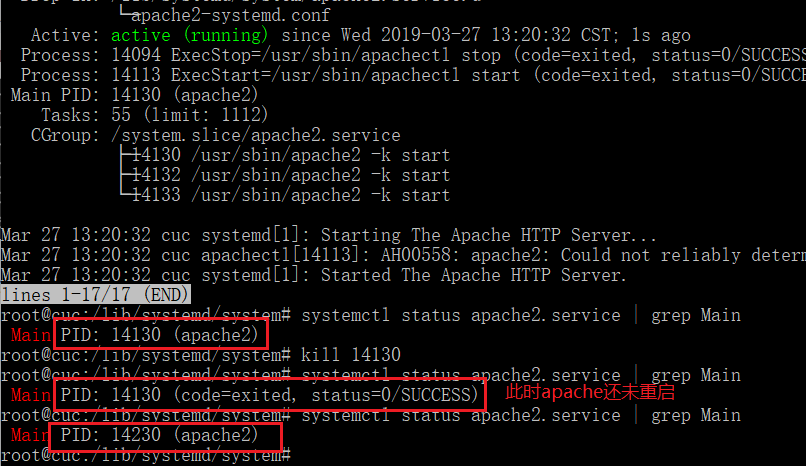 └─apache2-systemd.conf
Active: active (running) since Wed 2019-03-27 13:20:32 CST; 1s ago
Process: 14094 ExecStop=/usr/sbin/apachectl stop (code=exited, status=0/SUCCESS
Process: 14113 ExecStart=/usr/sbin/apachectl start (code=exited, status=0/SUCC
Main PID: 14130 (apache2)
Tasks: 55 (limit: 1112)
CGroup: /system.slice/apache2.service
├─14130 /usr/sbin/apache2 -k start
├─14132 /usr/sbin/apache2 -k start
└─14133 /usr/sbin/apache2 -k start
Mar 27 13:20:32 cuc systemd[1]: Starting The Apache HTTP Server...
Mar 27 13:20:32 cuc apachectl[14113]: AH00558: apache2: Could not reliably determ
Mar 27 13:20:32 cuc systemd[1]: Started The Apache HTTP Server.
lines 1-17/17 (END)
root@cuc:/lib/systemd/system# systemctl status apache2.service | grep Main
Main PID: 14130 (apache2)
root@cuc:/lib/systemd/system# kill 14130
root@cuc:/lib/systemd/system# systemctl status apache2.service | grep Main
Main PID: 14130 (code=exited, status=0/SUCCESS) 此时apache还未重启
root@cuc:/lib/systemd/system# systemctl status apache2.service | grep Main
Main PID: 14230 (apache2)
root@cuc:/lib/systemd/system#